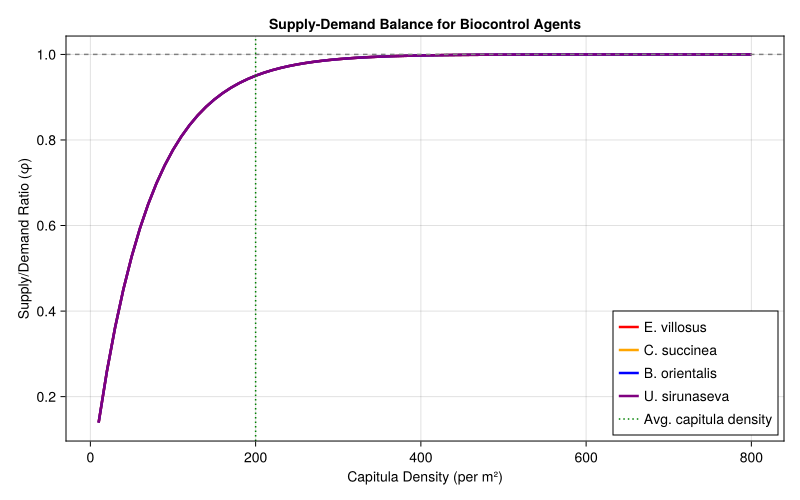 Supply-Demand Balance for Biocontrol Agents
Supply/Demand Ratio (φ)
1.0
0.8
0.6
0.4
0.2
0
200
400
600
800
Capitula Density (per m²)
E. villosus
C. succinea
B. orientalis
U. sirunaseva
Avg. capitula density